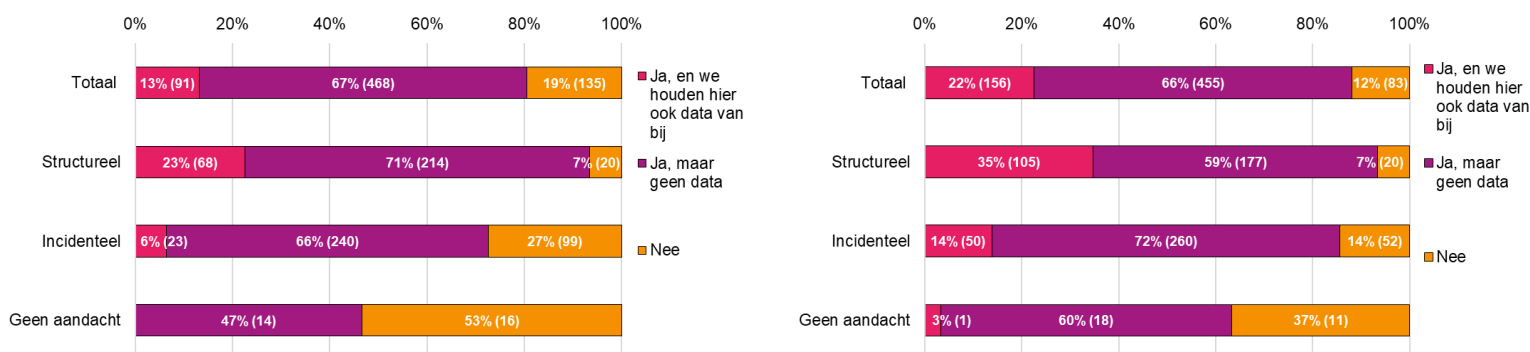 0% 20% 40% 60% 80% 100%
Totaal 13% (91) 67% (468) 19% (135)
Structureel 23% (68) 71% (214) 7% (20)
Incidenteel 6% (23) 66% (240) 27% (99)
Geen aandacht 47% (14) 53% (16)
Ja, en we
houden hier
ook data van
bij
Ja, maar
geen data
Nee
0% 20% 40% 60% 80% 100%
Totaal 22% (156) 66% (455) 12% (83)
Structureel 35% (105) 59% (177) 7% (20)
Incidenteel 14% (50) 72% (260) 14% (52)
Geen aandacht 3% (1) 60% (18) 37% (11)
Ja, en we
houden hier
ook data van
bij
Ja, maar
geen data
Nee